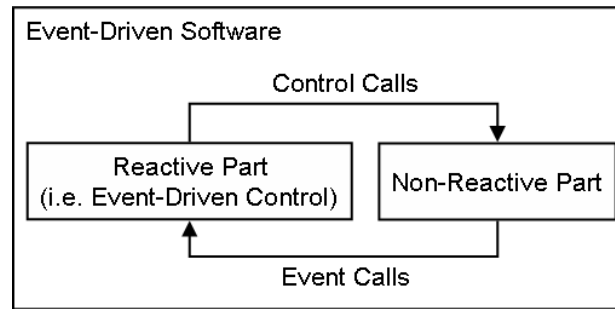 Event-Driven Software
Control Calls
Reactive Part
(i.e. Event-Driven Control)
Non-Reactive Part
Event Calls